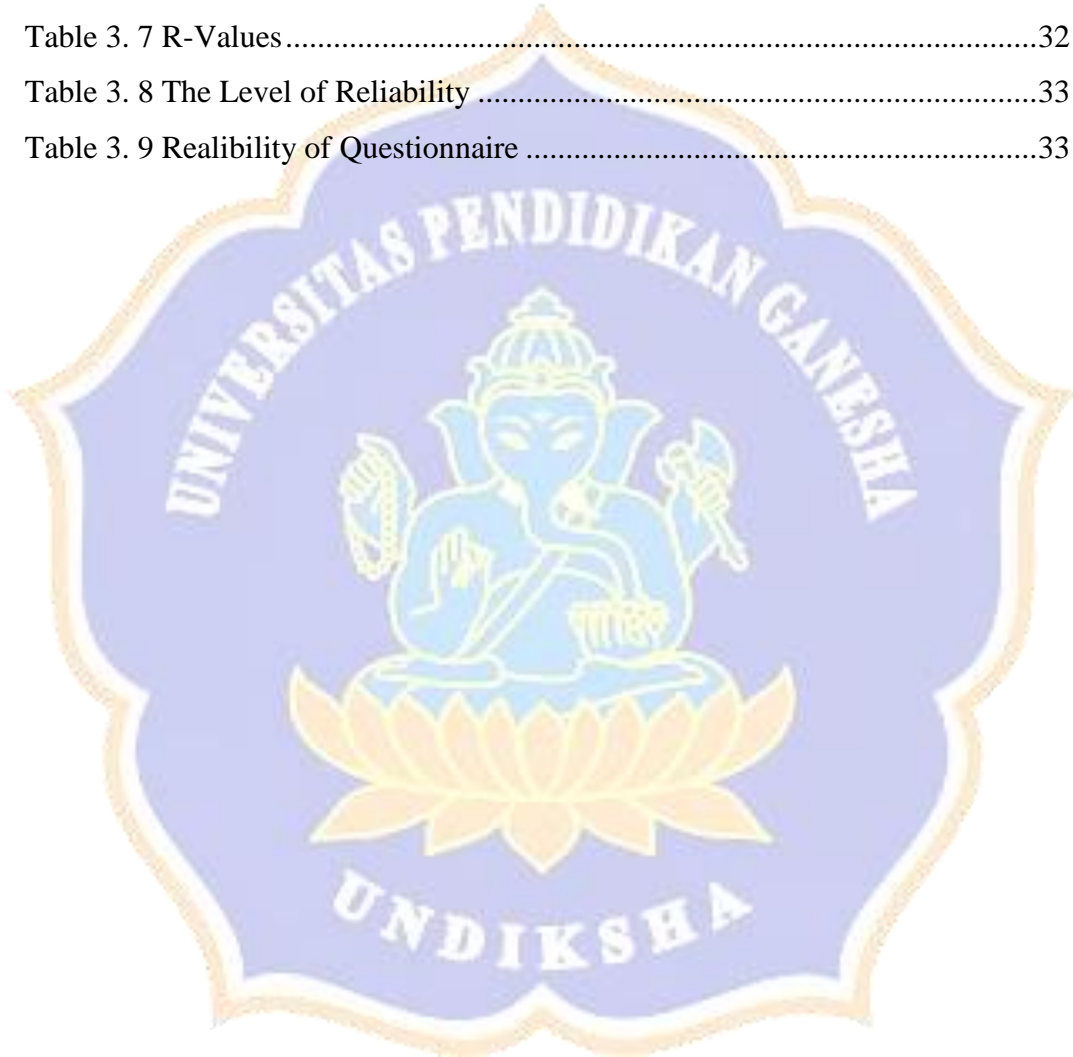 Table 3. 7 R-Values........................................................................................32
Table 3. 8 The Level of Reliability ..................................................................33
Table 3. 9 Realibility of Questionnaire ............................................................33
UNIVERSITAS PENDIDIKAN GANESHA
UNDIKSHA